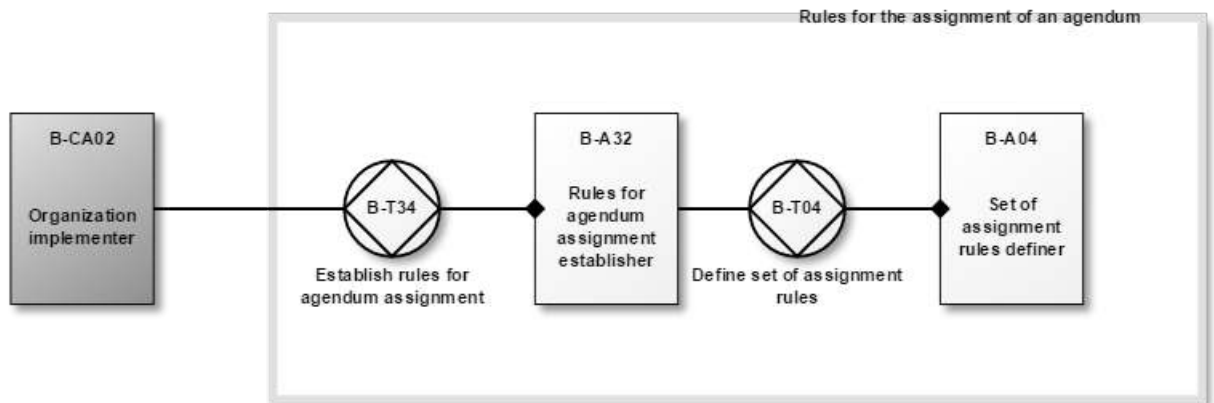 Rules for the assignment of an agendum
B-CA02
Organization
implementer
B-T34
Establish rules for
agendum assignment
B-A32
Rules for
agendum
assignment
establisher
B-T04
Define set of assignment
rules
B-A04
Set of
assignment
rules definer